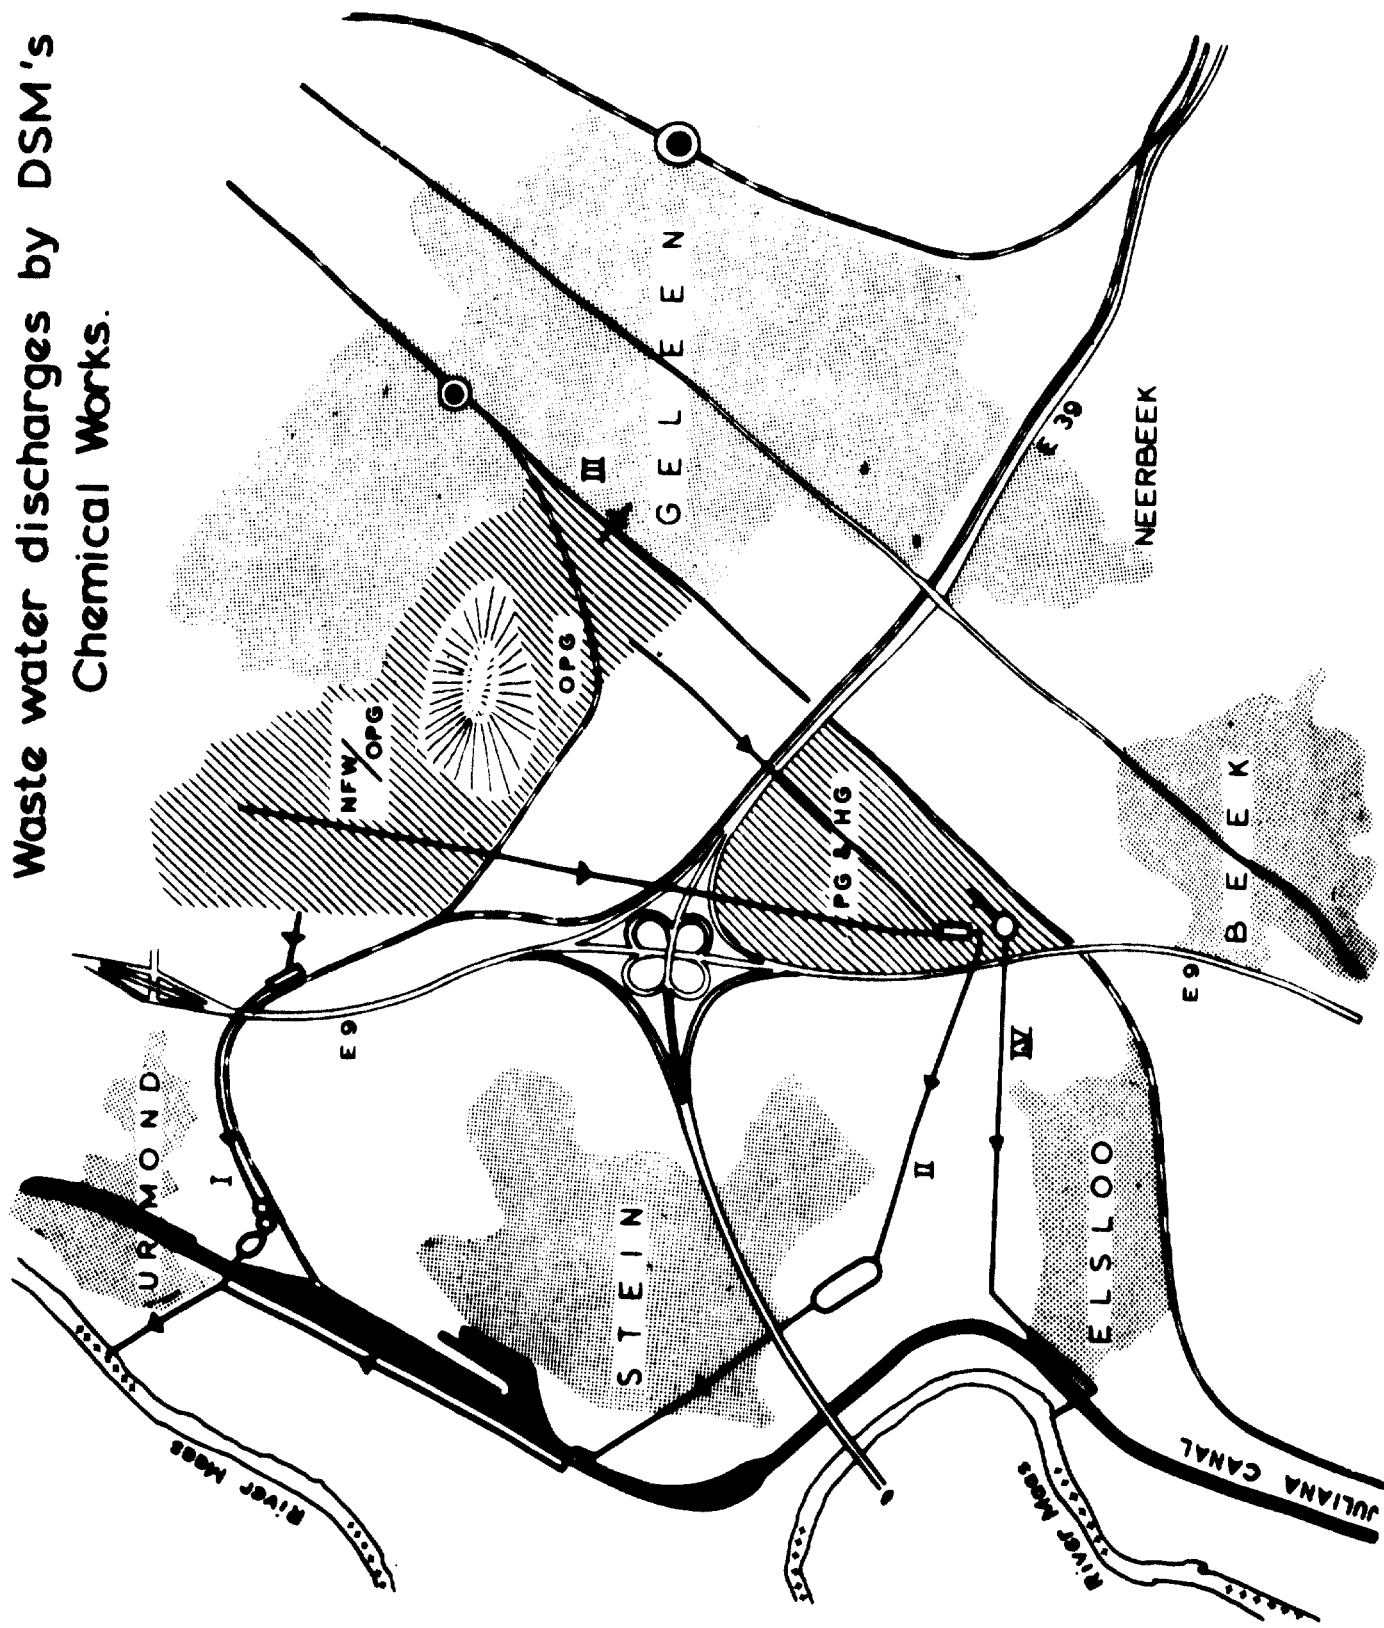 Waste water discharges by DSM's
Chemical Works.
URMOND
I
River Maas
E 9
NFW/
OPG
OPG
III
GELEEN
STEIN
PG & HG
II
IV
E 39
NEERBEEK
ELSLOO
E 9
BEEK
River Maas
JULIANA CANAL